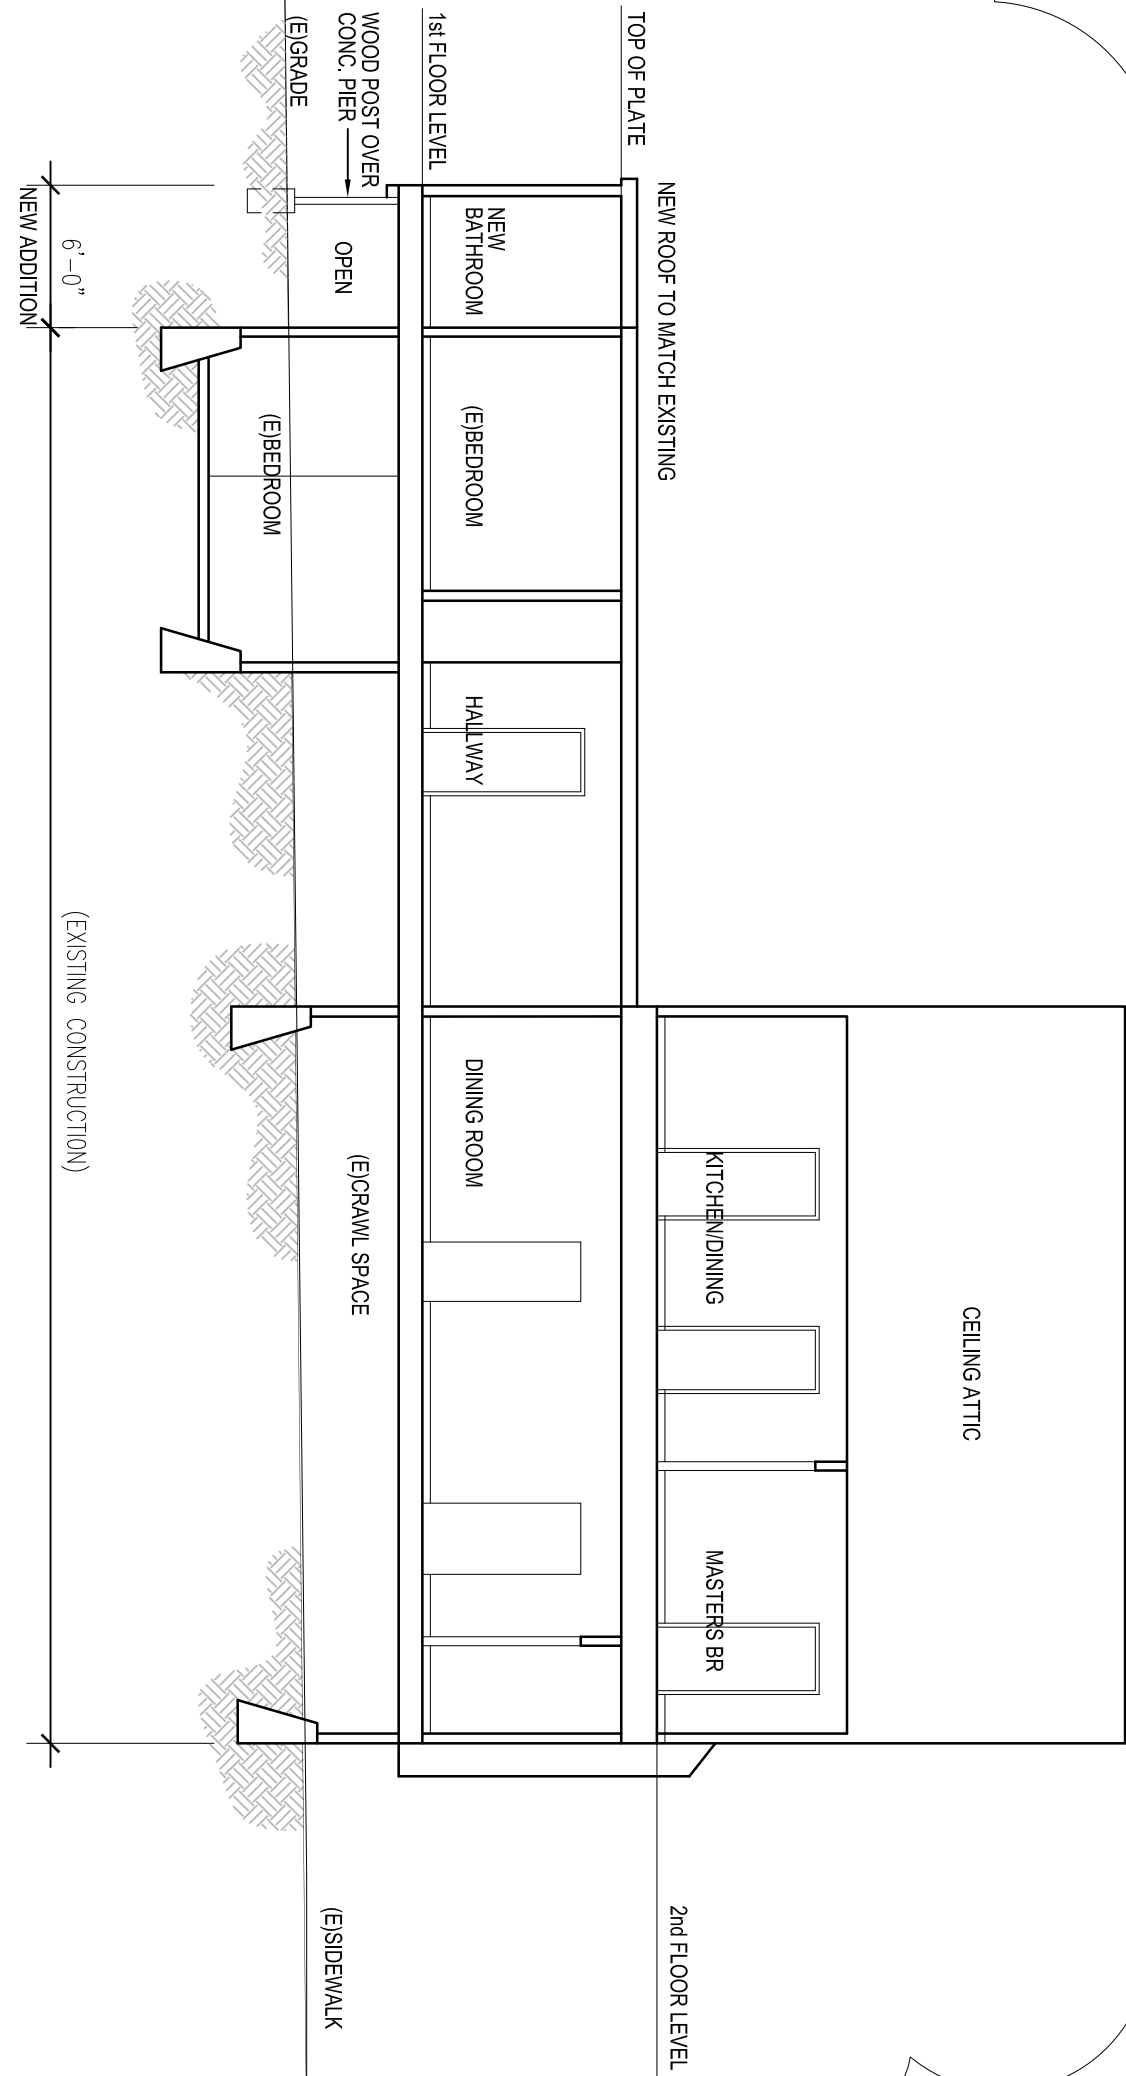 CEILING ATTIC
NEW ROOF TO MATCH EXISTING
KITCHEN/DINING
MASTERS BR
2nd FLOOR LEVEL
TOP OF PLATE
NEW
BATHROOM
(E)BEDROOM
HALLWAY
DINING ROOM
1st FLOOR LEVEL
WOOD POST OVER
CONC. PIER
OPEN
(E)CRAWL SPACE
(E)SIDEWALK
(E)GRADE
(E)BEDROOM
6'-0"
(EXISTING CONSTRUCTION)
NEW ADDITION